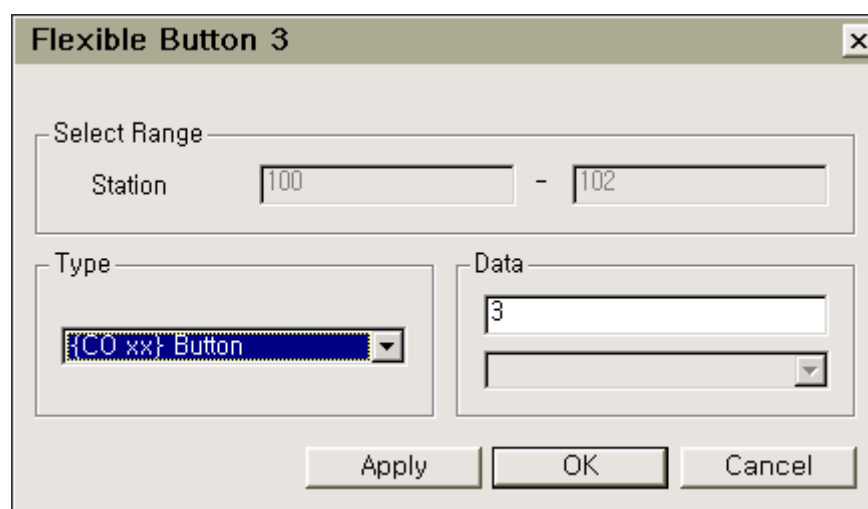 Flexible Button 3
Select Range
Station 100 - 102
Type
{CO xx} Button
Data
3
Apply OK Cancel